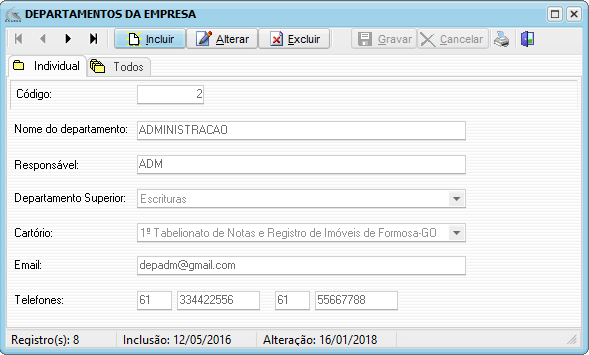 DEPARTAMENTOS DA EMPRESA
Incluir Alterar Excluir Gravar Cancelar
Individual Todos
Código: 2
Nome do departamento: ADMINISTRACAO
Responsável: ADM
Departamento Superior: Escrituras
Cartório: 1º Tabelionato de Notas e Registro de Imóveis de Formosa-GO
Email: depadm@gmail.com
Telefones: 61 334422556 61 55667788
Registro(s): 8 Inclusão: 12/05/2016 Alteração: 16/01/2018